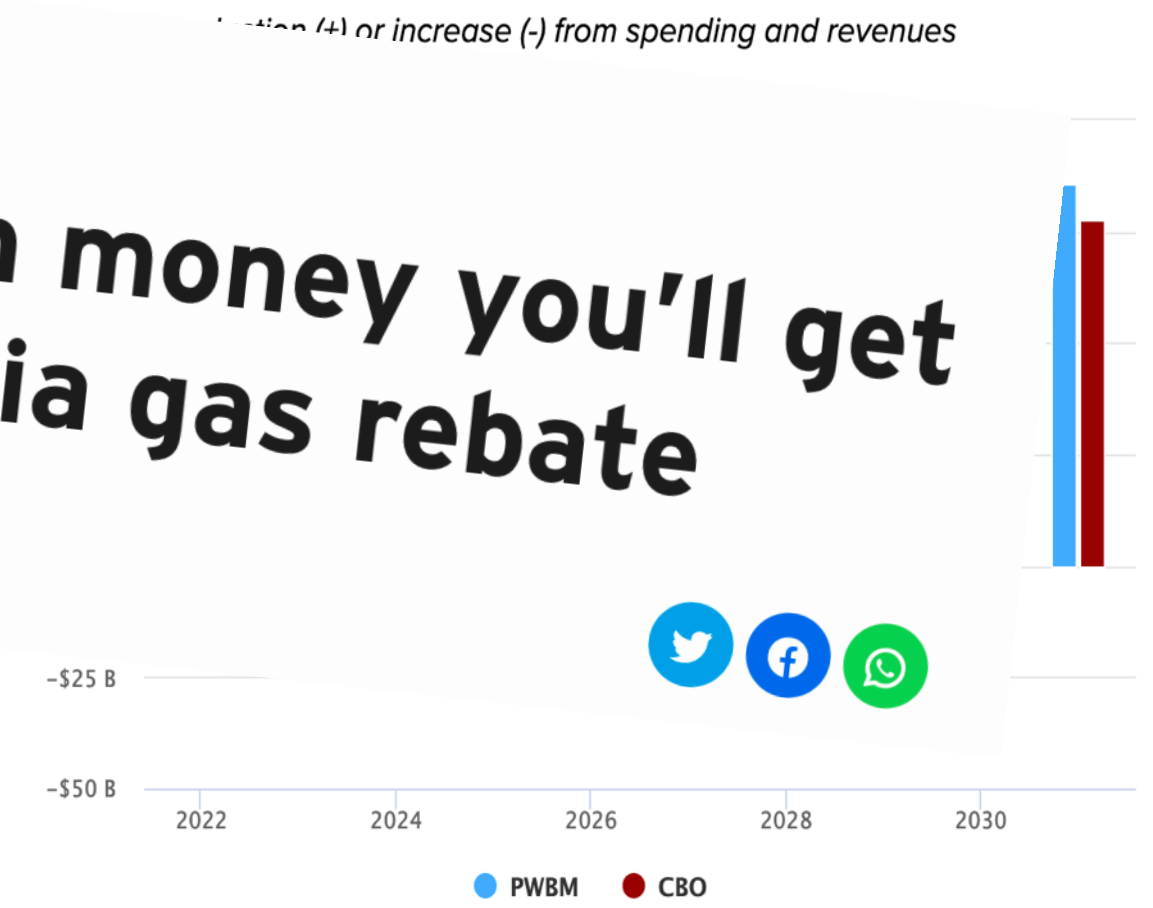 (+) or increase (-) from spending and revenues
money you’ll get
gas rebate
–$25 B
–$50 B
2022 2024 2026 2028 2030
PWBM CBO